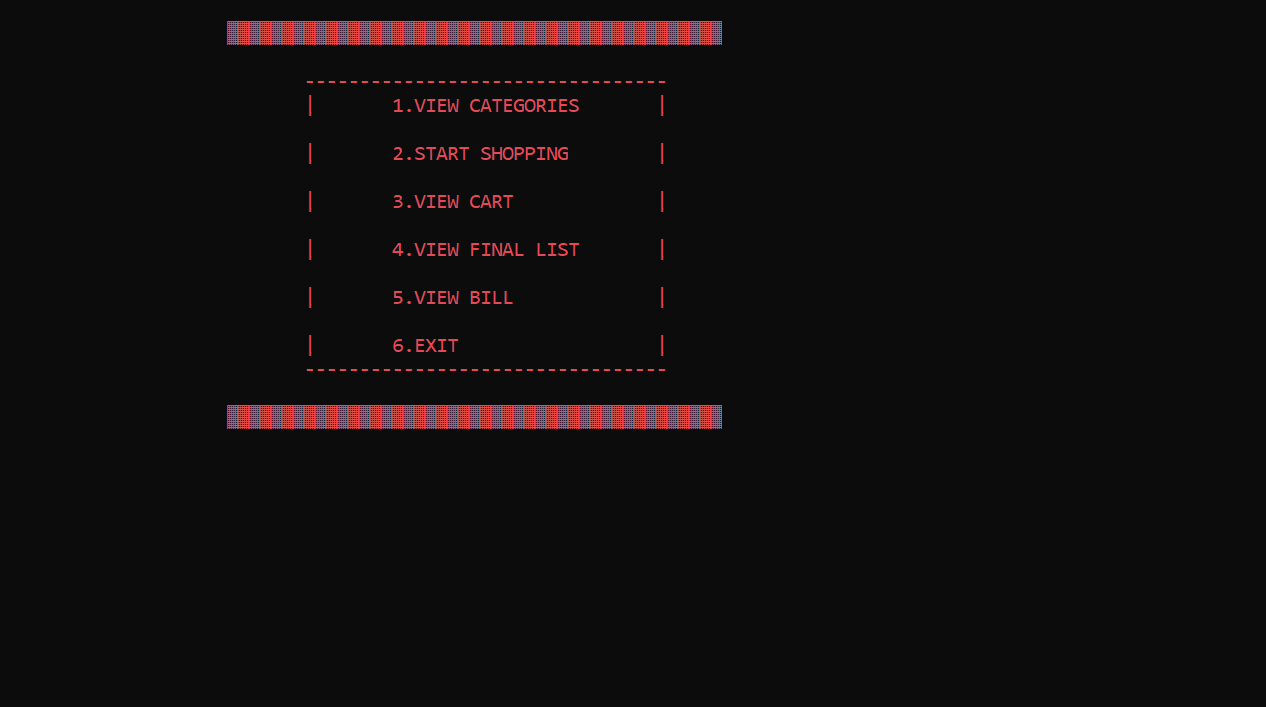 1.VIEW CATEGORIES
2.START SHOPPING
3.VIEW CART
4.VIEW FINAL LIST
5.VIEW BILL
6.EXIT